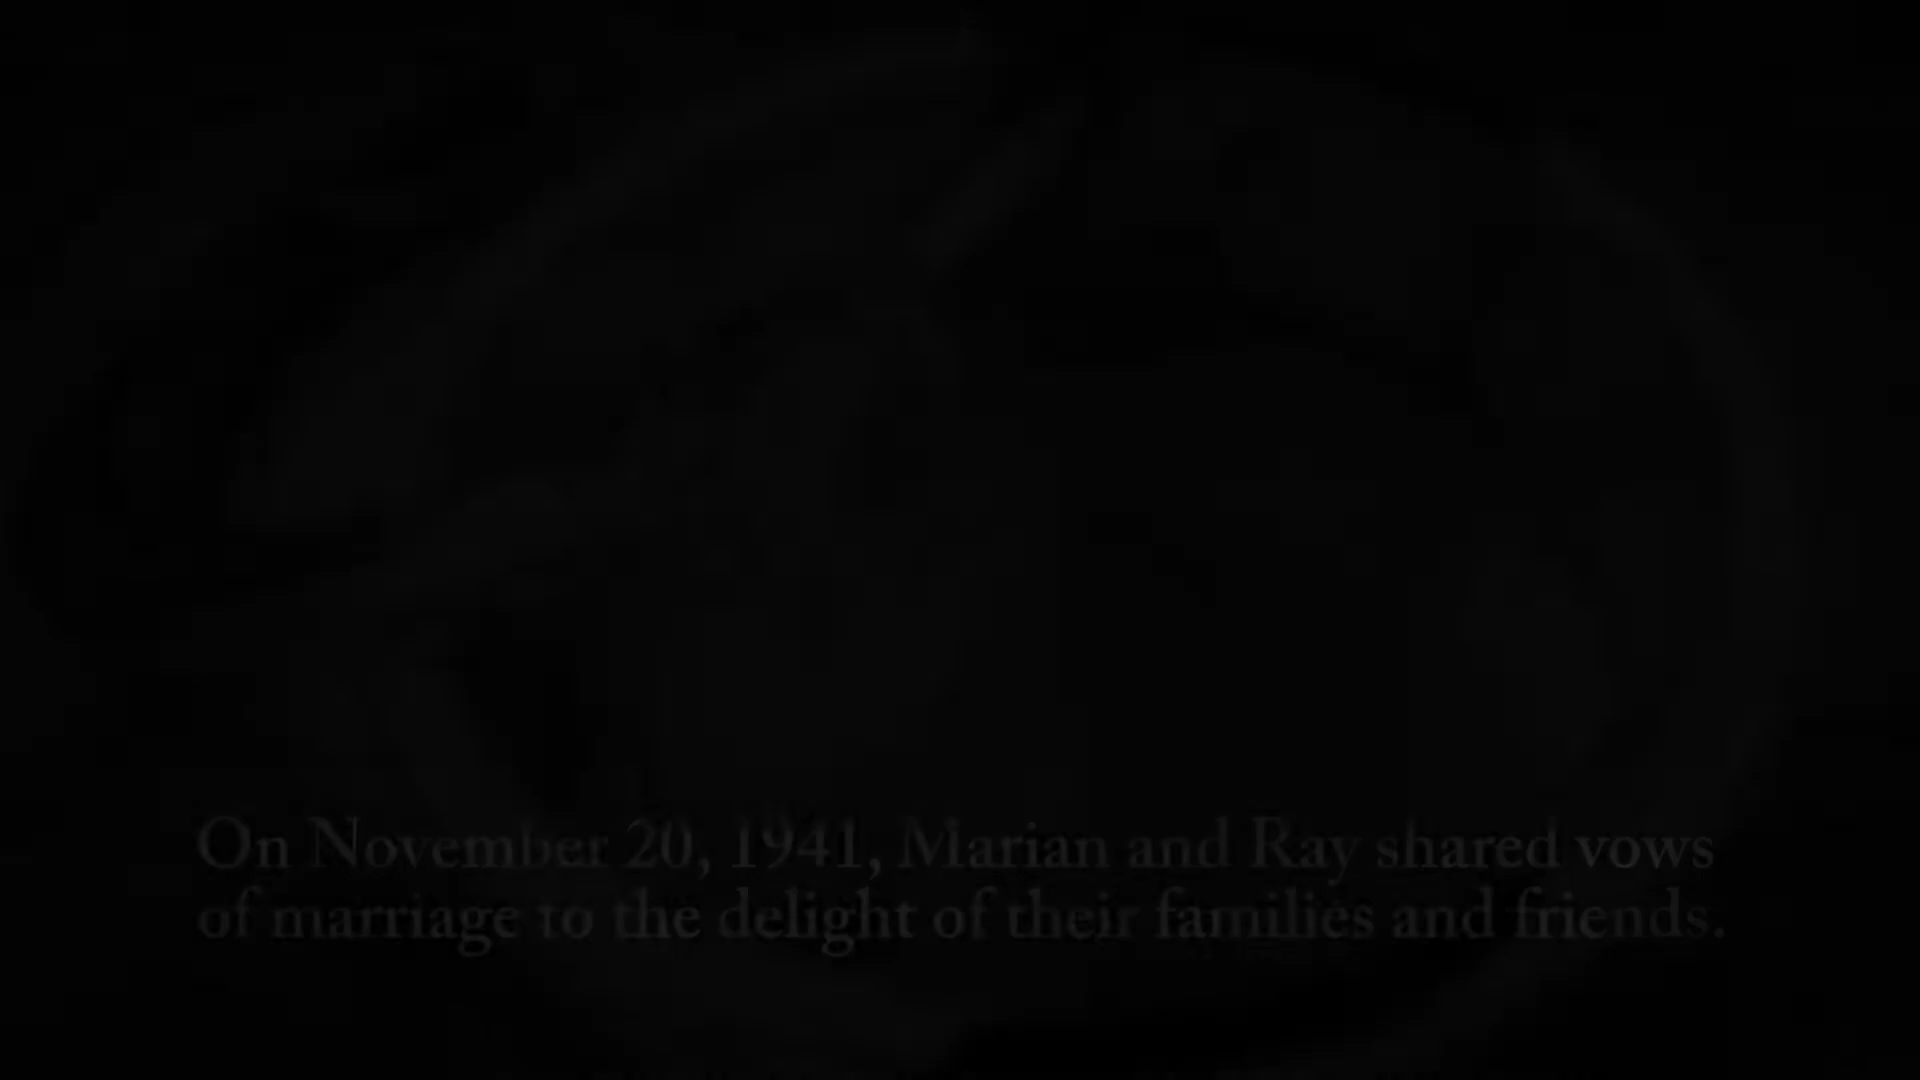 On November 20, 1941, Marian and Ray shared vows
of marriage to the delight of their families and friends.